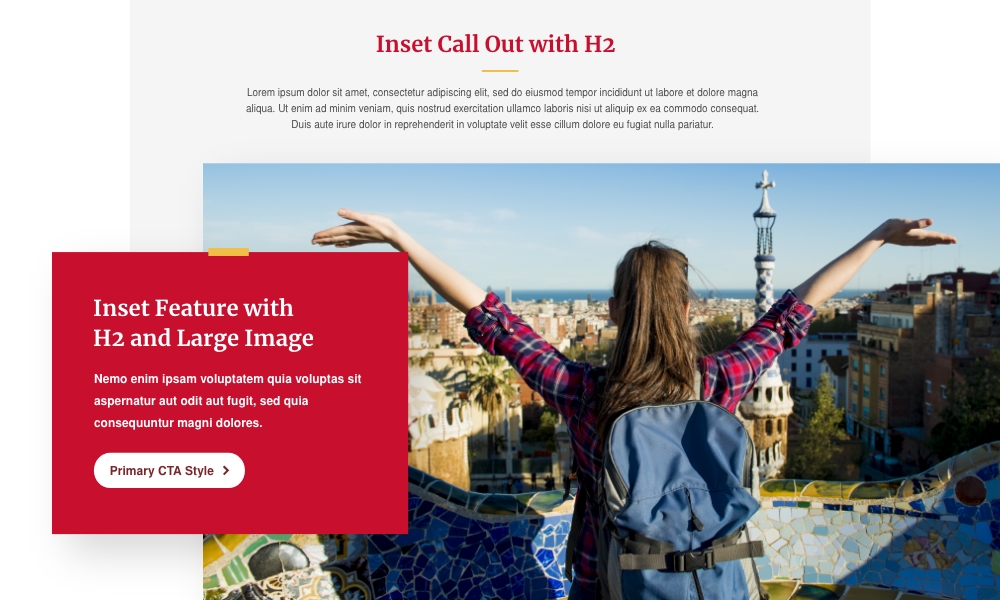 Inset Call Out with H2
Lorem ipsum dolor sit amet, consectetur adipiscing elit, sed do eiusmod tempor incididunt ut labore et dolore magna
aliqua. Ut enim ad minim veniam, quis nostrud exercitation ullamco laboris nisi ut aliquip ex ea commodo consequat.
Duis aute irure dolor in reprehenderit in voluptate velit esse cillum dolore eu fugiat nulla pariatur.
Inset Feature with
H2 and Large Image
Nemo enim ipsam voluptatem quia voluptas sit
aspernatur aut odit aut fugit, sed quia
consequuntur magni dolores.
Primary CTA Style